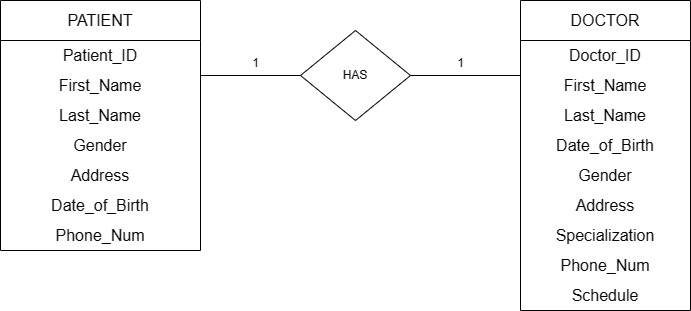 PATIENT
Patient_ID
First_Name
Last_Name
Gender
Address
Date_of_Birth
Phone_Num
1
HAS
1
DOCTOR
Doctor_ID
First_Name
Last_Name
Date_of_Birth
Gender
Address
Specialization
Phone_Num
Schedule